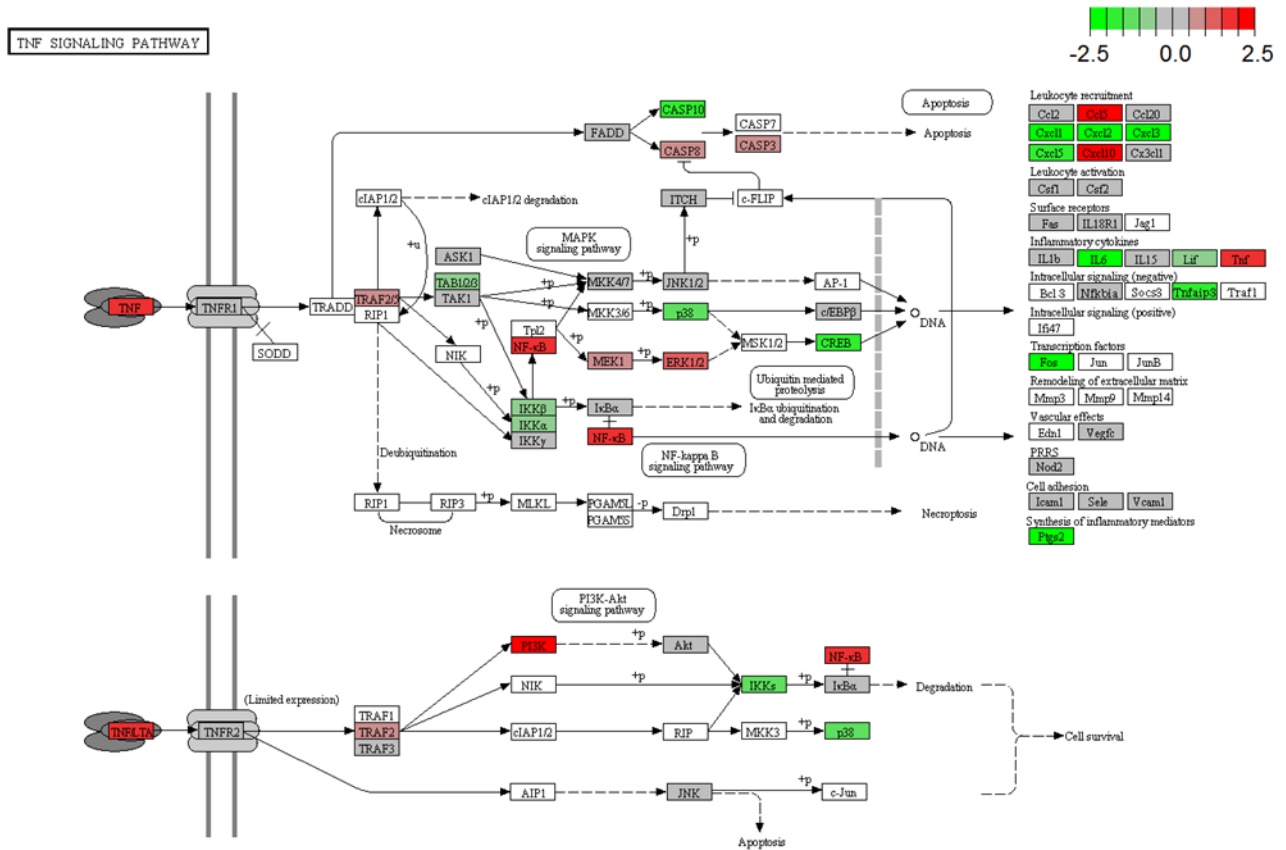 TNF SIGNALING PATHWAY
-2.5 0.0 2.5
Apoptosis
CASP10
FADD
CASP7
CASP8
CASP3
Apoptosis
cIAP1/2
cIAP1/2 degradation
ITCH
c-FLIP
+u
MAPK
signaling pathway
+p
ASK1
TAB1/2/3
TAK1
MKK4/7
+p
JNK1/2
AP-1
TNF
TNFR1
TRADD
TRAF2/5
RIP1
+p
+p
MKK3/6
+p
p38
c/EBPβ
DNA
SODD
NIK
+p
Tpl2
NF-κB
+p
MEK1
+p
ERK1/2
MSK1/2
+p
CREB
+p
Ubiquitin mediated
proteolysis
IKKβ
IKKα
IKKγ
+p
IκBα
IκBα ubiquitination
and degradation
NF-κB
DNA
NF-kappa B
signaling pathway
Deubiquitination
RIP1
RIP3
+p
MLKL
PGAM5L
PGAM5S
-p
Drp1
Necroptosis
Necrosome
Leukocyte recruitment
Ccl2 Ccl5 Ccl20
Cxcl1 Cxcl2 Cxcl3
Cxcl5 Cxcl10 Cx3cl1
Leukocyte activation
Csf1 Csf2
Surface receptors
Fas IL18R1 Jag1
Inflammatory cytokines
IL1b IL6 IL15 Lif Tnf
Intracellular signaling (negative)
Bcl3 Nfkbia Socs3 Tnfaip3 Traf1
Intracellular signaling (positive)
Ifi47
Transcription factors
Fos Jun JunB
Remodeling of extracellular matrix
Mmp3 Mmp9 Mmp14
Vascular effects
Edn1 Vegfc
PRRS
Nod2
Cell adhesion
Icam1 Sele Vcam1
Synthesis of inflammatory mediators
Ptgs2
PI3K-Akt
signaling pathway
PI3K
+p
Akt
NF-κB
(Limited expression)
NIK
+p
IKKs
+p
IκBα
Degradation
TNF/LTA
TNFR2
TRAF1
TRAF2
TRAF3
cIAP1/2
RIP
MKK3
+p
p38
Cell survival
AIP1
JNK
+p
c-Jun
Apoptosis